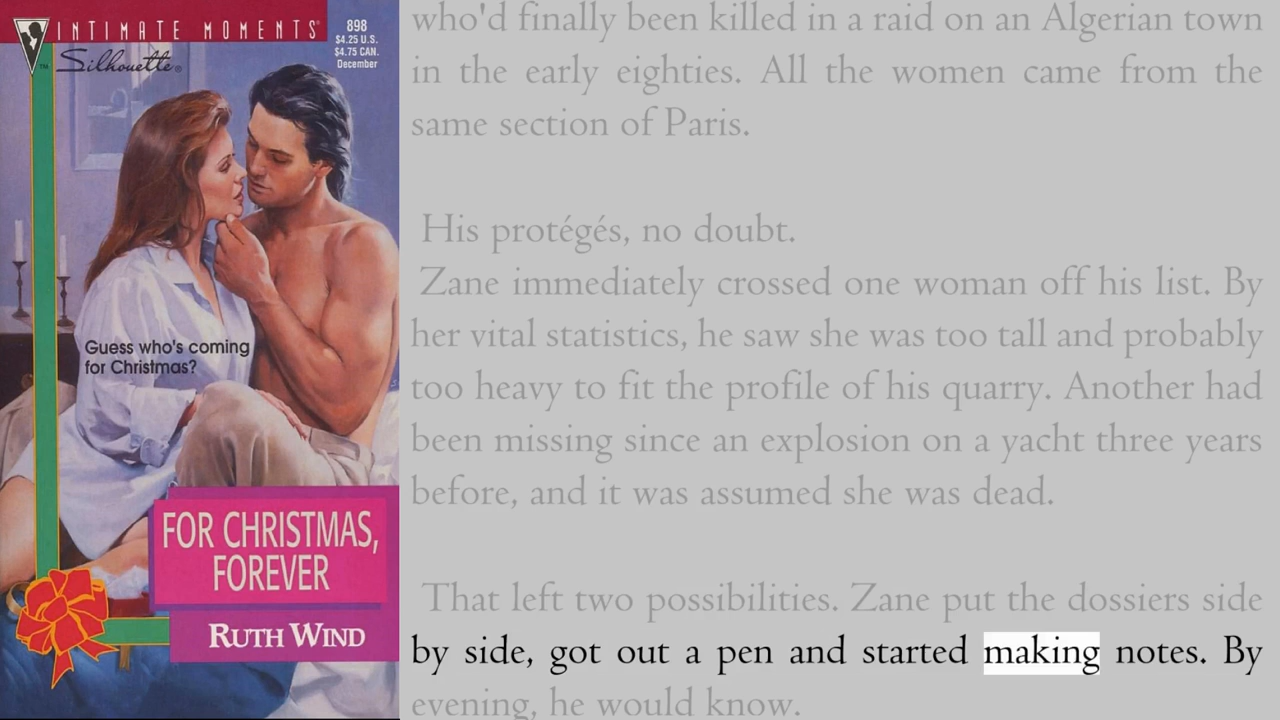 INTIMATE MOMENTS®
898
$4.25 U.S.
$4.75 CAN.
December
TM
Silhouette®
Guess who's coming
for Christmas?
FOR CHRISTMAS,
FOREVER
RUTH WIND
who'd finally been killed in a raid on an Algerian town
in the early eighties. All the women came from the
same section of Paris.
His protégés, no doubt.
Zane immediately crossed one woman off his list. By
her vital statistics, he saw she was too tall and probably
too heavy to fit the profile of his quarry. Another had
been missing since an explosion on a yacht three years
before, and it was assumed she was dead.
That left two possibilities. Zane put the dossiers side
by side, got out a pen and started making notes. By
evening, he would know.